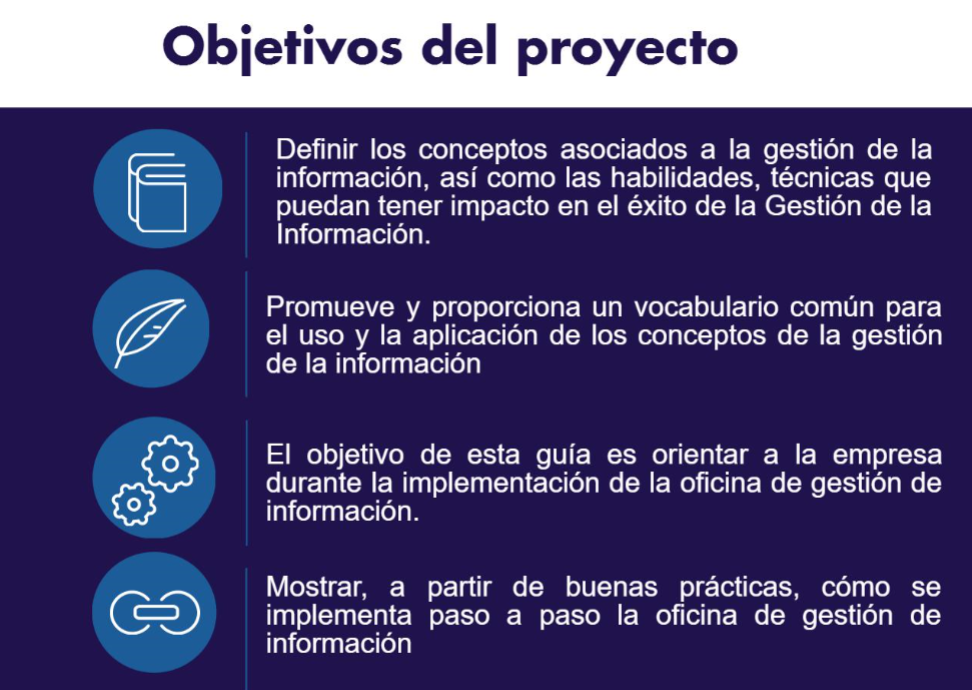 Objetivos del proyecto
Definir los conceptos asociados a la gestión de la
información, así como las habilidades, técnicas que
puedan tener impacto en el éxito de la Gestión de la
Información.
Promueve y proporciona un vocabulario común para
el uso y la aplicación de los conceptos de la gestión
de la información
El objetivo de esta guía es orientar a la empresa
durante la implementación de la oficina de gestión de
información.
Mostrar, a partir de buenas prácticas, cómo se
implementa paso a paso la oficina de gestión de
información